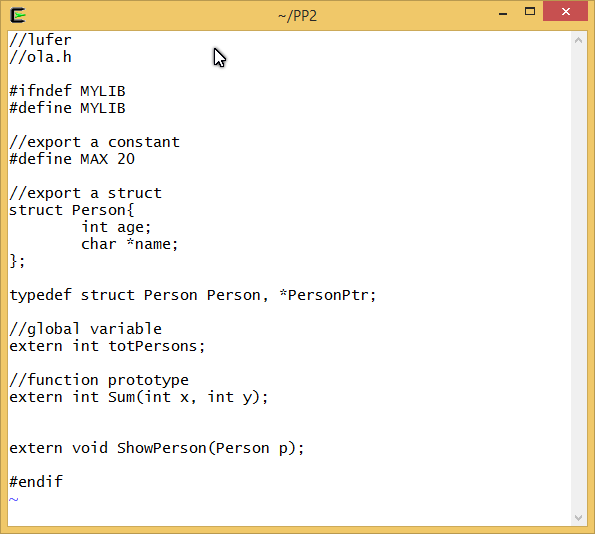 ~/PP2
//lufer
//ola.h
#ifndef MYLIB
#define MYLIB
//export a constant
#define MAX 20
//export a struct
struct Person{
        int age;
        char *name;
};
typedef struct Person Person, *PersonPtr;
//global variable
extern int totPersons;
//function prototype
extern int Sum(int x, int y);
extern void ShowPerson(Person p);
#endif
~